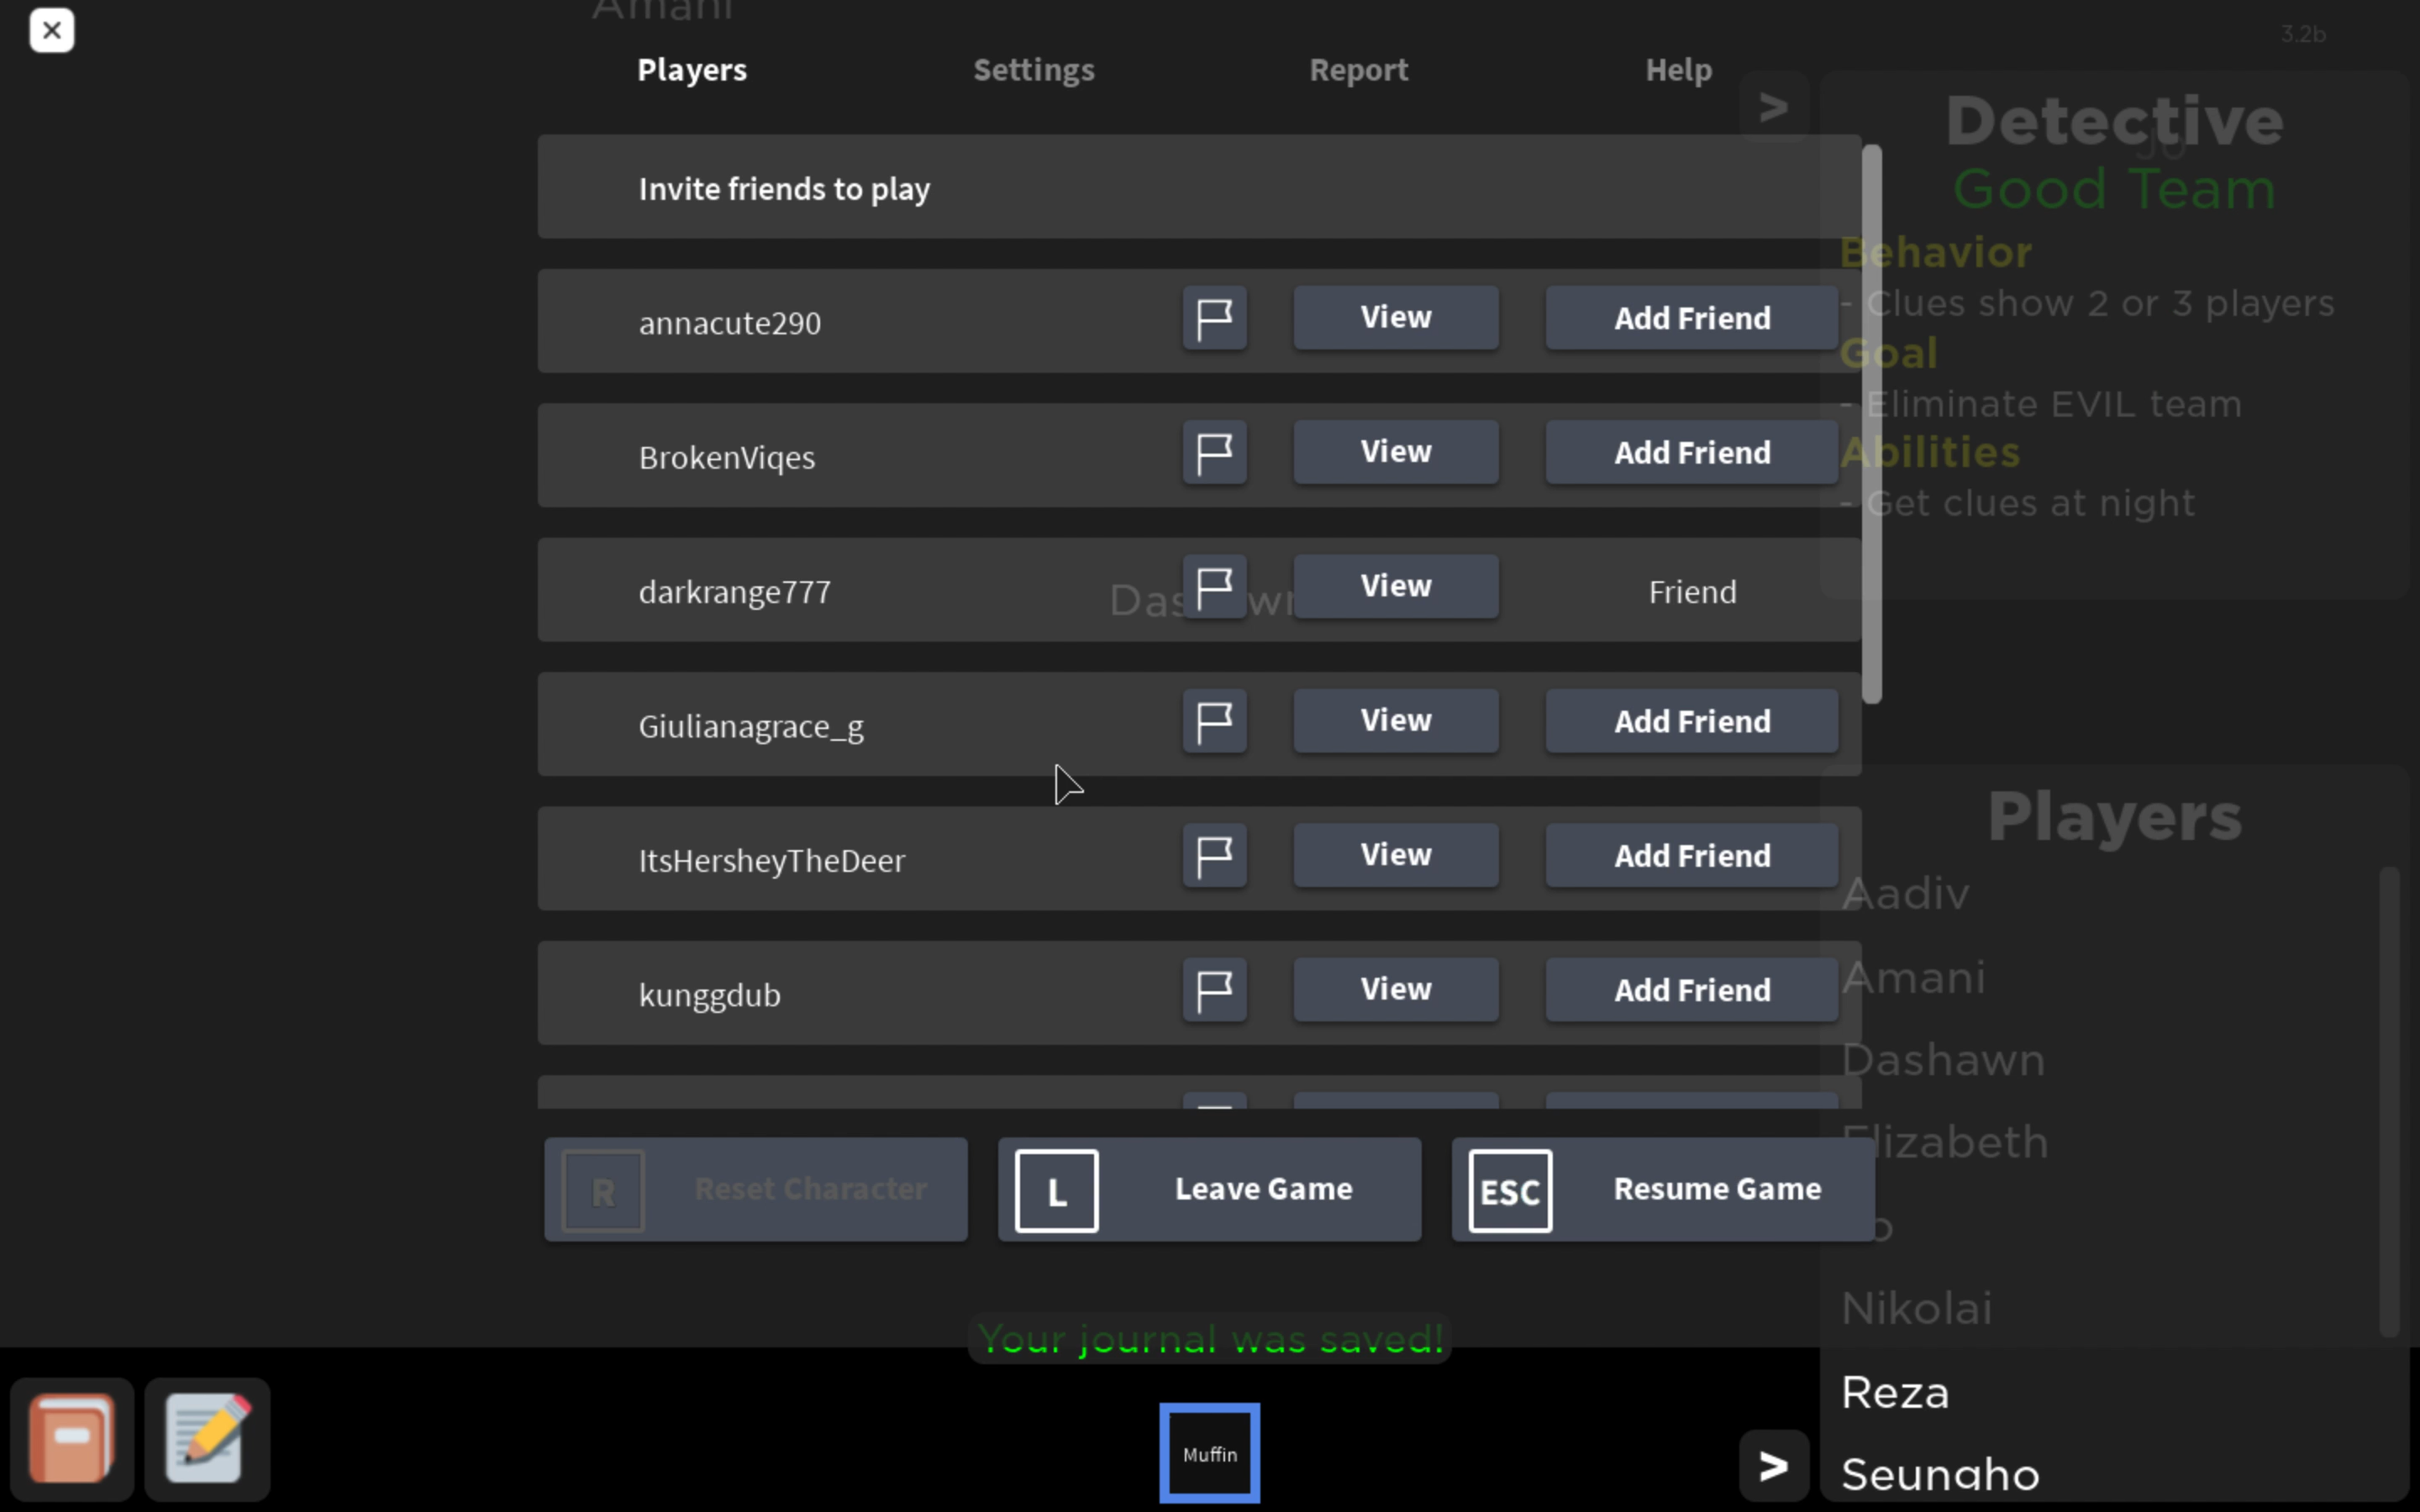 Amani
3.2b
Players Settings Report Help
>
Detective
Jo
Good Team
Behavior
- Clues show 2 or 3 players
Goal
- Eliminate EVIL team
Abilities
- Get clues at night
Invite friends to play
annacute290 View Add Friend
BrokenViqes View Add Friend
darkrange777 View Friend
Dashawn
Giulianagrace_g View Add Friend
ItsHersheyTheDeer View Add Friend
kunggdub View Add Friend
R Reset Character
L Leave Game
ESC Resume Game
Players
Aadiv
Amani
Dashawn
Elizabeth
Jo
Nikolai
Reza
Seungho
Your journal was saved!
Muffin
>